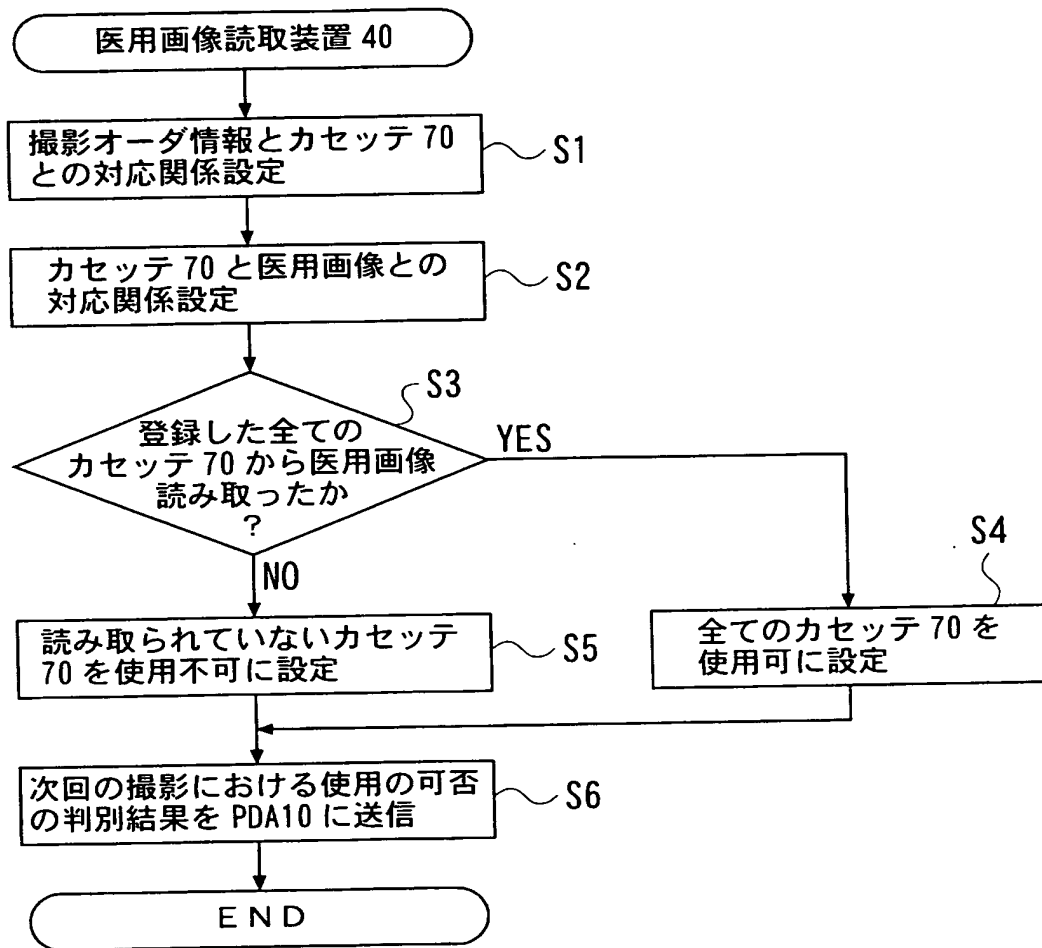 医用画像読取装置 40
撮影オーダ情報とカセッテ 70
との対応関係設定
S1
カセッテ 70 と医用画像との
対応関係設定
S2
S3
登録した全ての
カセッテ 70 から医用画像
読み取ったか
?
YES
NO
S4
全てのカセッテ 70 を
使用可に設定
読み取られていないカセッテ
70 を使用不可に設定
S5
次回の撮影における使用の可否
の判別結果を PDA10 に送信
S6
END